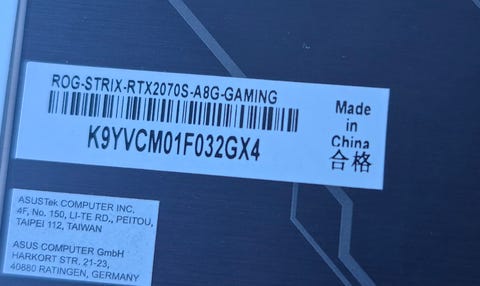 ROG-STRIX-RTX2070S-A8G-GAMING
K9YVCM01F032GX4
Made
in
China
合格
ASUSTek COMPUTER INC.
4F, No. 150, LI-TE RD., PEITOU,
TAIPEI 112, TAIWAN
ASUS COMPUTER GmbH
HARKORT STR. 21-23,
40880 RATINGEN, GERMANY